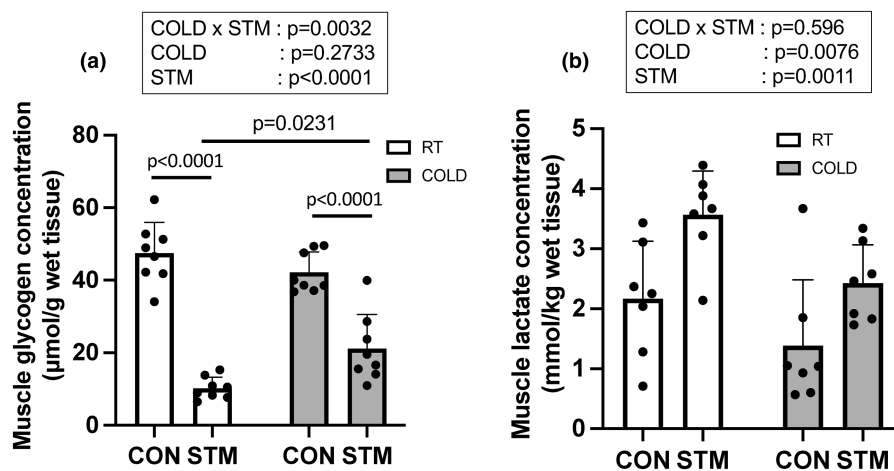 (a)
COLD x STM : p=0.0032
COLD : p=0.2733
STM : p<0.0001
Muscle glycogen concentration
(µmol/g wet tissue)
80
60
40
20
0
p=0.0231
p<0.0001
p<0.0001
RT
COLD
CON STM
CON STM
(b)
COLD x STM : p=0.596
COLD : p=0.0076
STM : p=0.0011
Muscle lactate concentration
(mmol/kg wet tissue)
5
4
3
2
1
0
RT
COLD
CON STM
CON STM